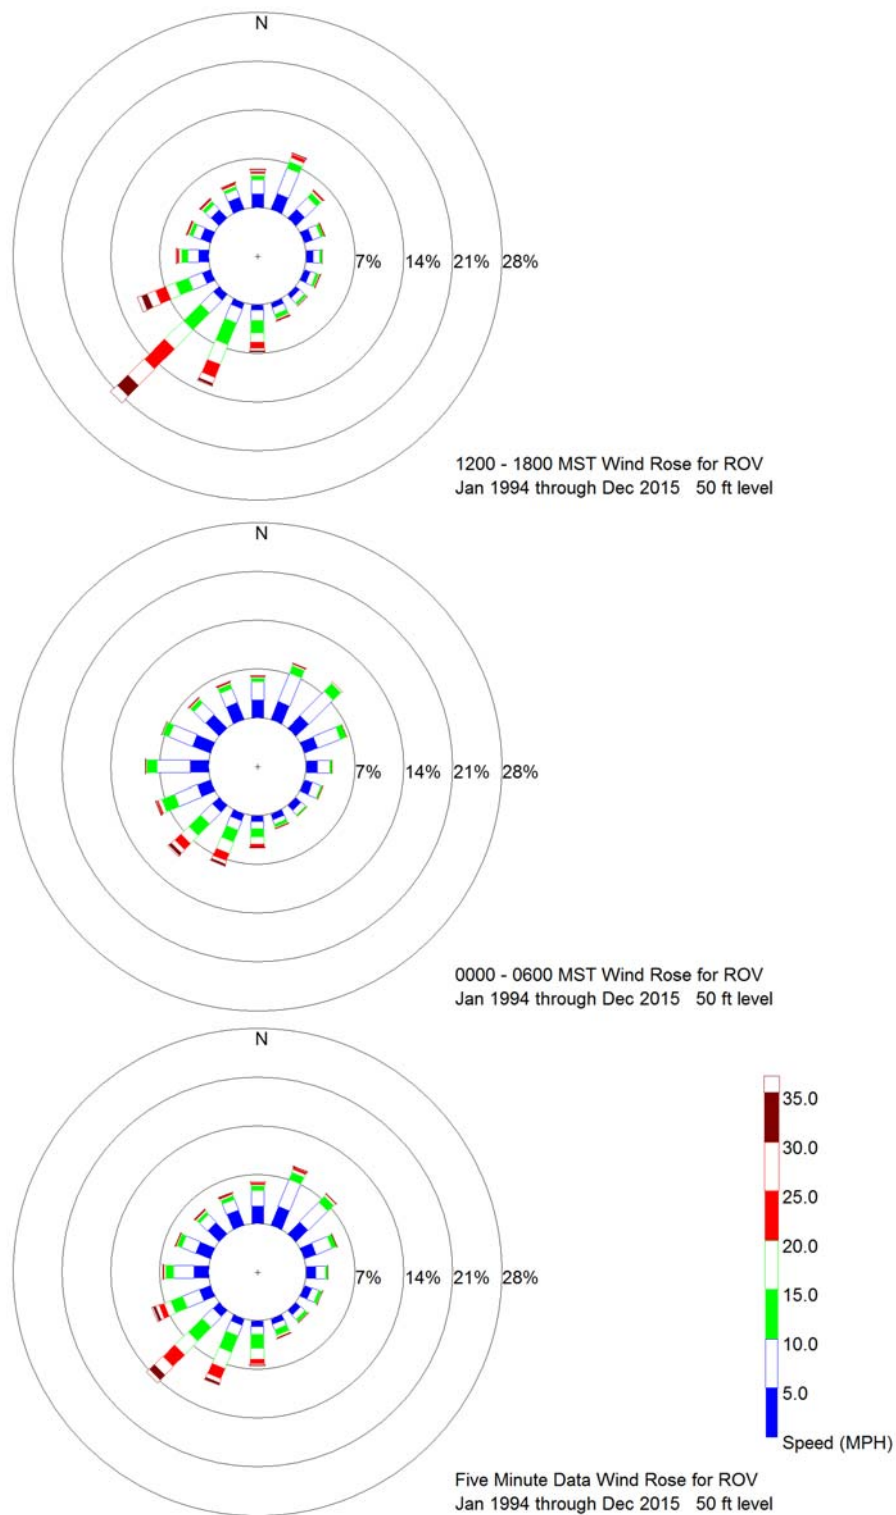 N
7% 14% 21% 28%
1200 - 1800 MST Wind Rose for ROV
Jan 1994 through Dec 2015 50 ft level
N
7% 14% 21% 28%
0000 - 0600 MST Wind Rose for ROV
Jan 1994 through Dec 2015 50 ft level
N
7% 14% 21% 28%
35.0
30.0
25.0
20.0
15.0
10.0
5.0
Speed (MPH)
Five Minute Data Wind Rose for ROV
Jan 1994 through Dec 2015 50 ft level